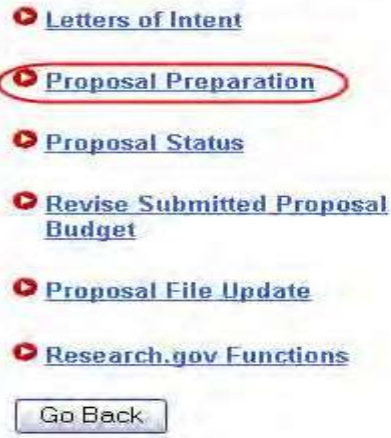 Letters of Intent
Proposal Preparation
Proposal Status
Revise Submitted Proposal
Budget
Proposal File Update
Research.gov Functions
Go Back